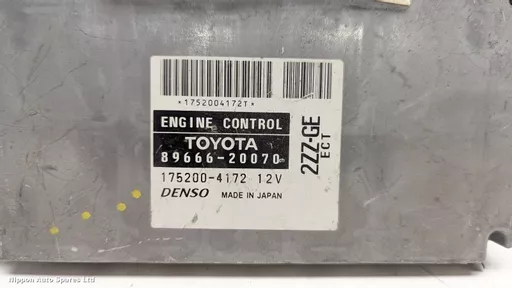 *1752004172T*
ENGINE CONTROL
TOYOTA
89666-20070
175200-4172 12V
DENSO MADE IN JAPAN
2ZZ-GE
ECT
Nippon Auto Spares Ltd